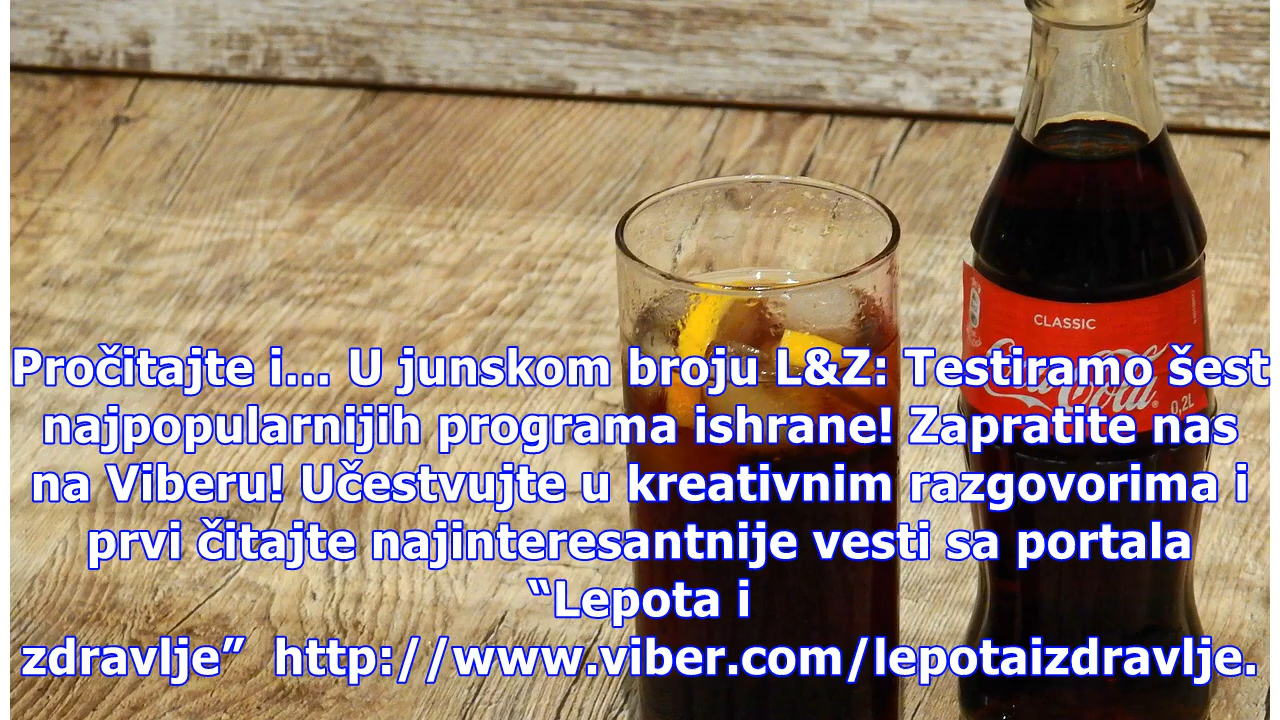 CLASSIC
Coca-Cola
0,2L
Pročitajte i... U junskom broju L&Z: Testiramo šest
najpopularnijih programa ishrane! Zapratite nas
na Viberu! Učestvujte u kreativnim razgovorima i
prvi čitajte najinteresantnije vesti sa portala
“Lepota i
zdravlje”  http://www.viber.com/lepotaizdravlje.